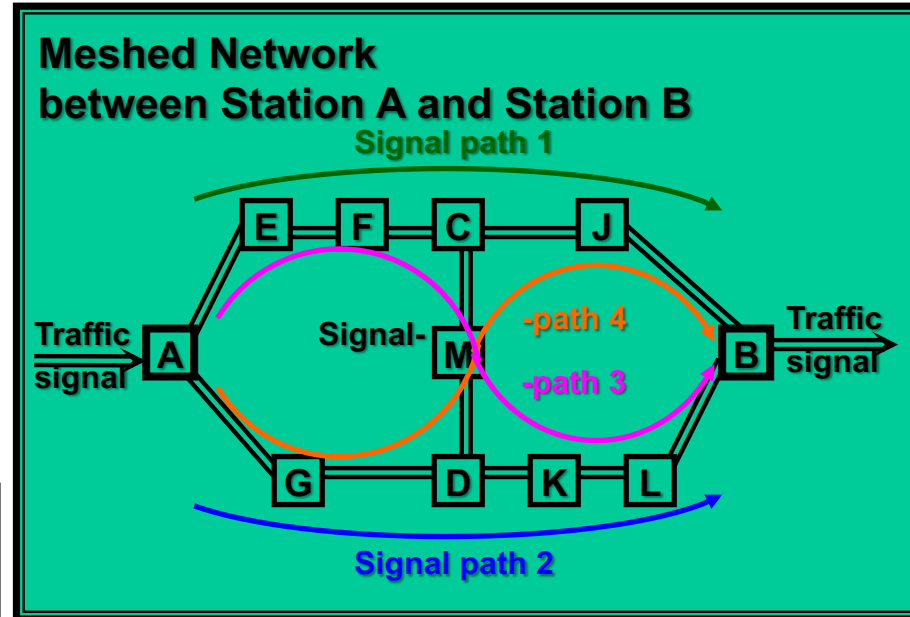 Meshed Network
between Station A and Station B
Signal path 1
E F C J
Traffic
signal
A
Signal-
M
-path 4
-path 3
B
Traffic
signal
G D K L
Signal path 2